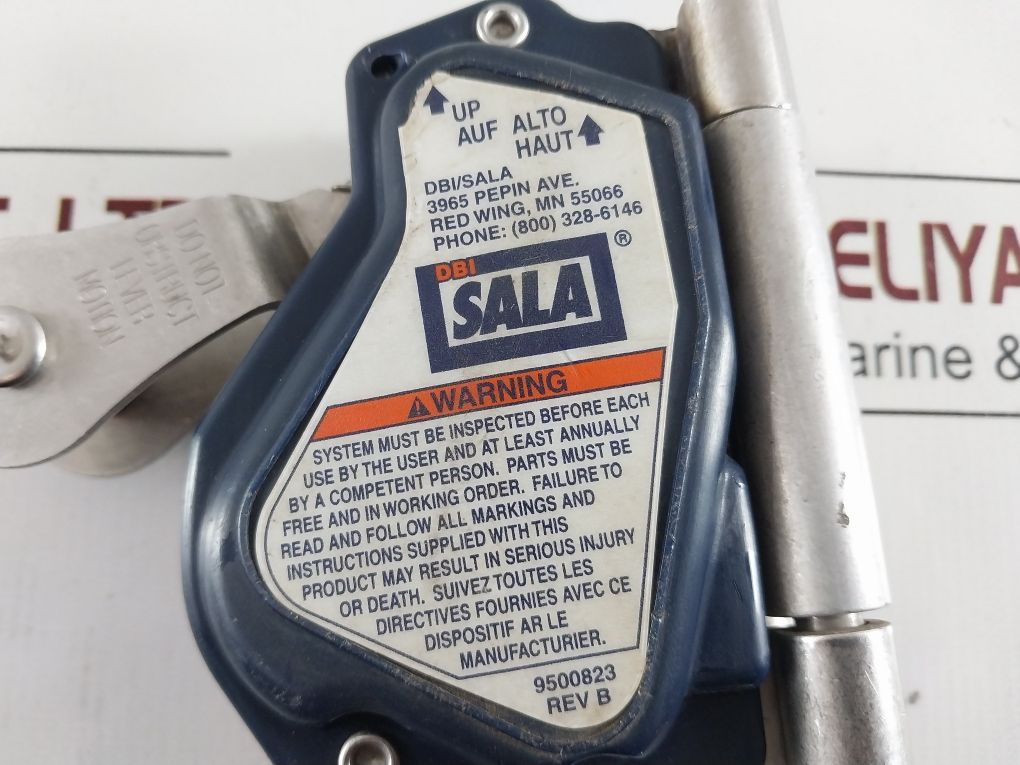 UP
AUF
ALTO
HAUT
DBI/SALA
3965 PEPIN AVE.
RED WING, MN 55066
PHONE: (800) 328-6146
DBI
SALA
®
WARNING
SYSTEM MUST BE INSPECTED BEFORE EACH
USE BY THE USER AND AT LEAST ANNUALLY
BY A COMPETENT PERSON. PARTS MUST BE
FREE AND IN WORKING ORDER. FAILURE TO
READ AND FOLLOW ALL MARKINGS AND
INSTRUCTIONS SUPPLIED WITH THIS
PRODUCT MAY RESULT IN SERIOUS INJURY
OR DEATH. SUIVEZ TOUTES LES
DIRECTIVES FOURNIES AVEC CE
DISPOSITIF AR LE
MANUFACTURIER.
9500823
REV B
DO NOT
OBSTRUCT
LEVER
MOTION
ELIYA
arine &